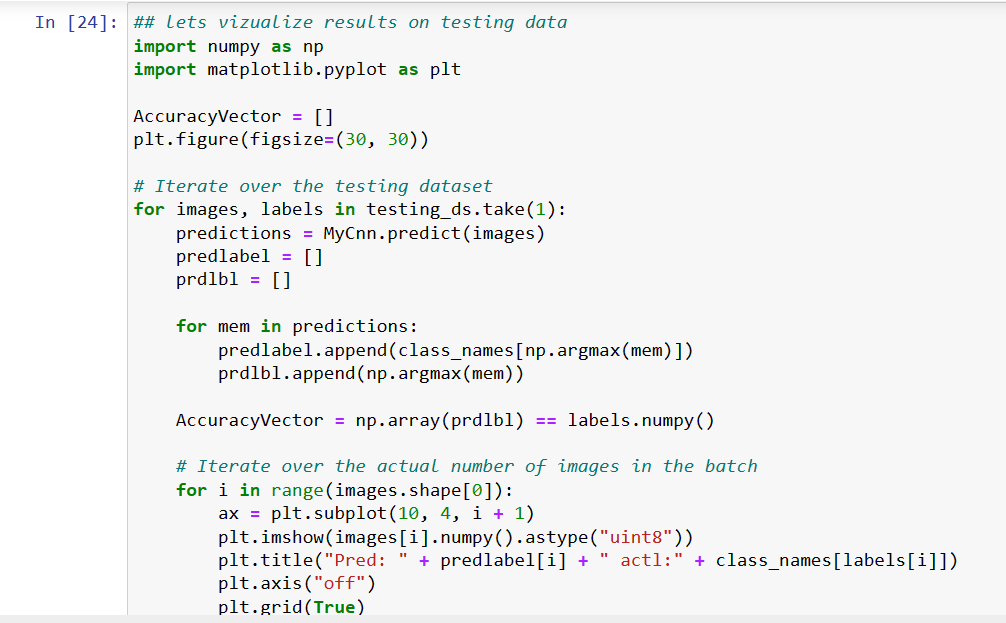 In [24]: ## lets vizualize results on testing data
import numpy as np
import matplotlib.pyplot as plt

AccuracyVector = []
plt.figure(figsize=(30, 30))

# Iterate over the testing dataset
for images, labels in testing_ds.take(1):
    predictions = MyCnn.predict(images)
    predlabel = []
    prdlbl = []

    for mem in predictions:
        predlabel.append(class_names[np.argmax(mem)])
        prdlbl.append(np.argmax(mem))

    AccuracyVector = np.array(prdlbl) == labels.numpy()

    # Iterate over the actual number of images in the batch
    for i in range(images.shape[0]):
        ax = plt.subplot(10, 4, i + 1)
        plt.imshow(images[i].numpy().astype("uint8"))
        plt.title("Pred: " + predlabel[i] + " actl:" + class_names[labels[i]])
        plt.axis("off")
        plt.grid(True)